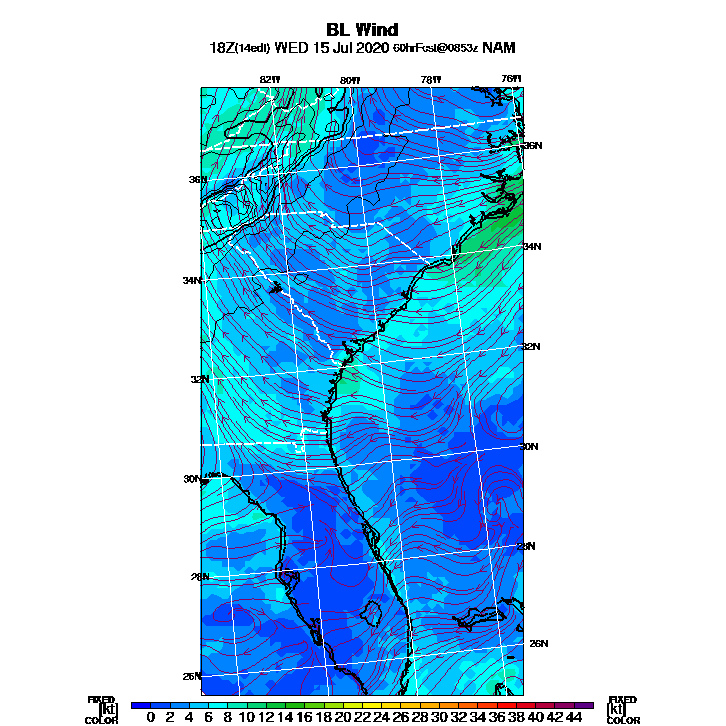 BL Wind
18Z(14edt) WED 15 Jul 2020 60hrFcst@0853z NAM
82W 80W 78W 76W
36N
36N
34N
34N
32N
32N
30N
30N
28N
28N
26N
26N
FIXED FIXED
[kt] 0 2 4 6 8 10 12 14 16 18 20 22 24 26 28 30 32 34 36 38 40 42 44 [kt]
COLOR COLOR